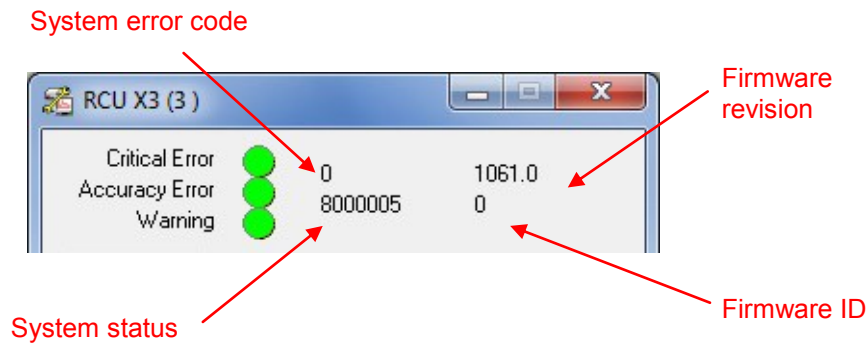 System error code
Firmware
revision
RCU X3 (3 )
Critical Error
0
1061.0
Accuracy Error
8000005
0
Warning
System status
Firmware ID